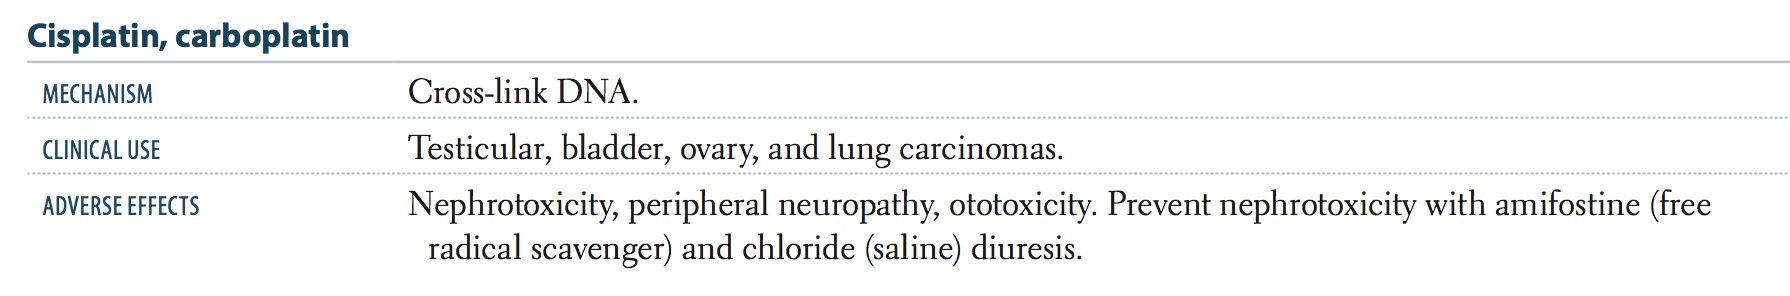 Cisplatin, carboplatin
MECHANISM Cross-link DNA.
CLINICAL USE Testicular, bladder, ovary, and lung carcinomas.
ADVERSE EFFECTS Nephrotoxicity, peripheral neuropathy, ototoxicity. Prevent nephrotoxicity with amifostine (free
radical scavenger) and chloride (saline) diuresis.